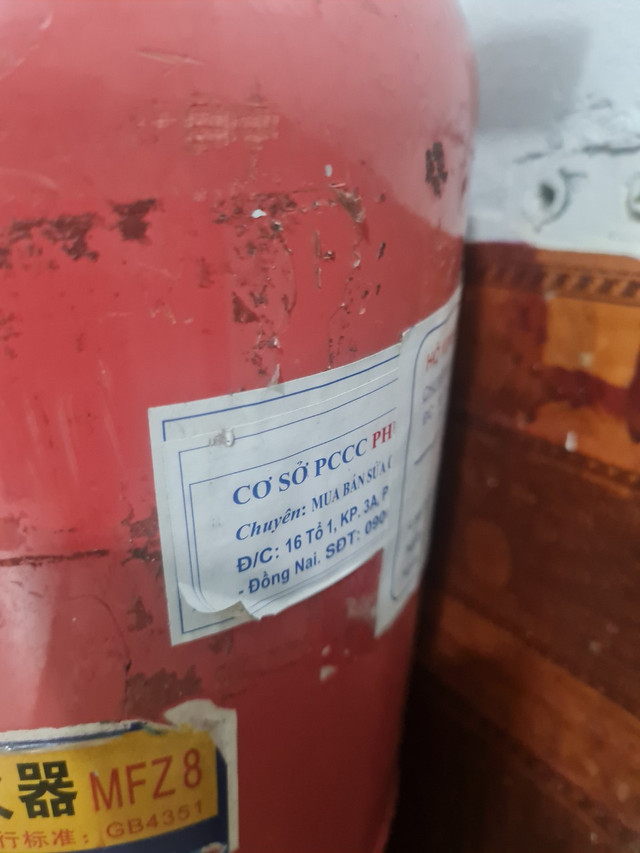 CƠ SỞ PCCC PH
Chuyên: MUA BÁN SỬA
Đ/C: 16 Tổ 1, KP. 3A, P
- Đồng Nai. SĐT: 090
器 MFZ8
行标准: GB4351